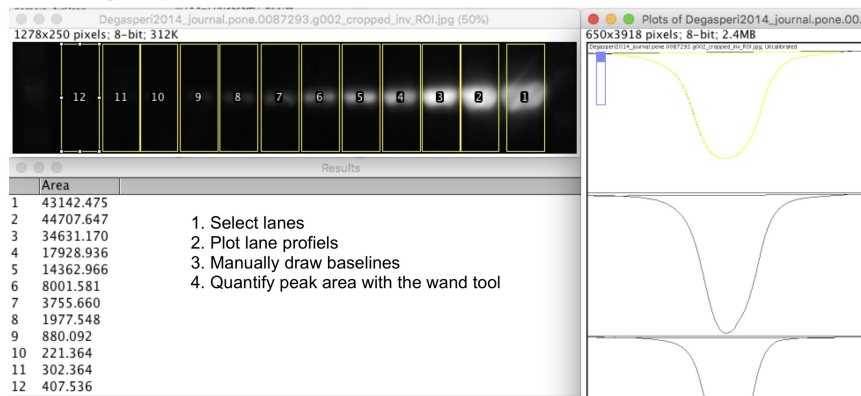 Degasperi2014_journal.pone.0087293.g002_cropped_inv_ROI.jpg (50%)
1278x250 pixels; 8-bit; 312K
12 11 10 9 8 7 6 5 4 3 2 1
Results
Area
1 43142.475
2 44707.647
3 34631.170
4 17928.936
5 14362.966
6 8001.581
7 3755.660
8 1977.548
9 880.092
10 221.364
11 302.364
12 407.536
1. Select lanes
2. Plot lane profiels
3. Manually draw baselines
4. Quantify peak area with the wand tool
Plots of Degasperi2014_journal.pone.00
650x3918 pixels; 8-bit; 2.4MB
Degasperi2014_journal.pone.0087293.g002_cropped_inv_ROI.jpg; Uncalibrated